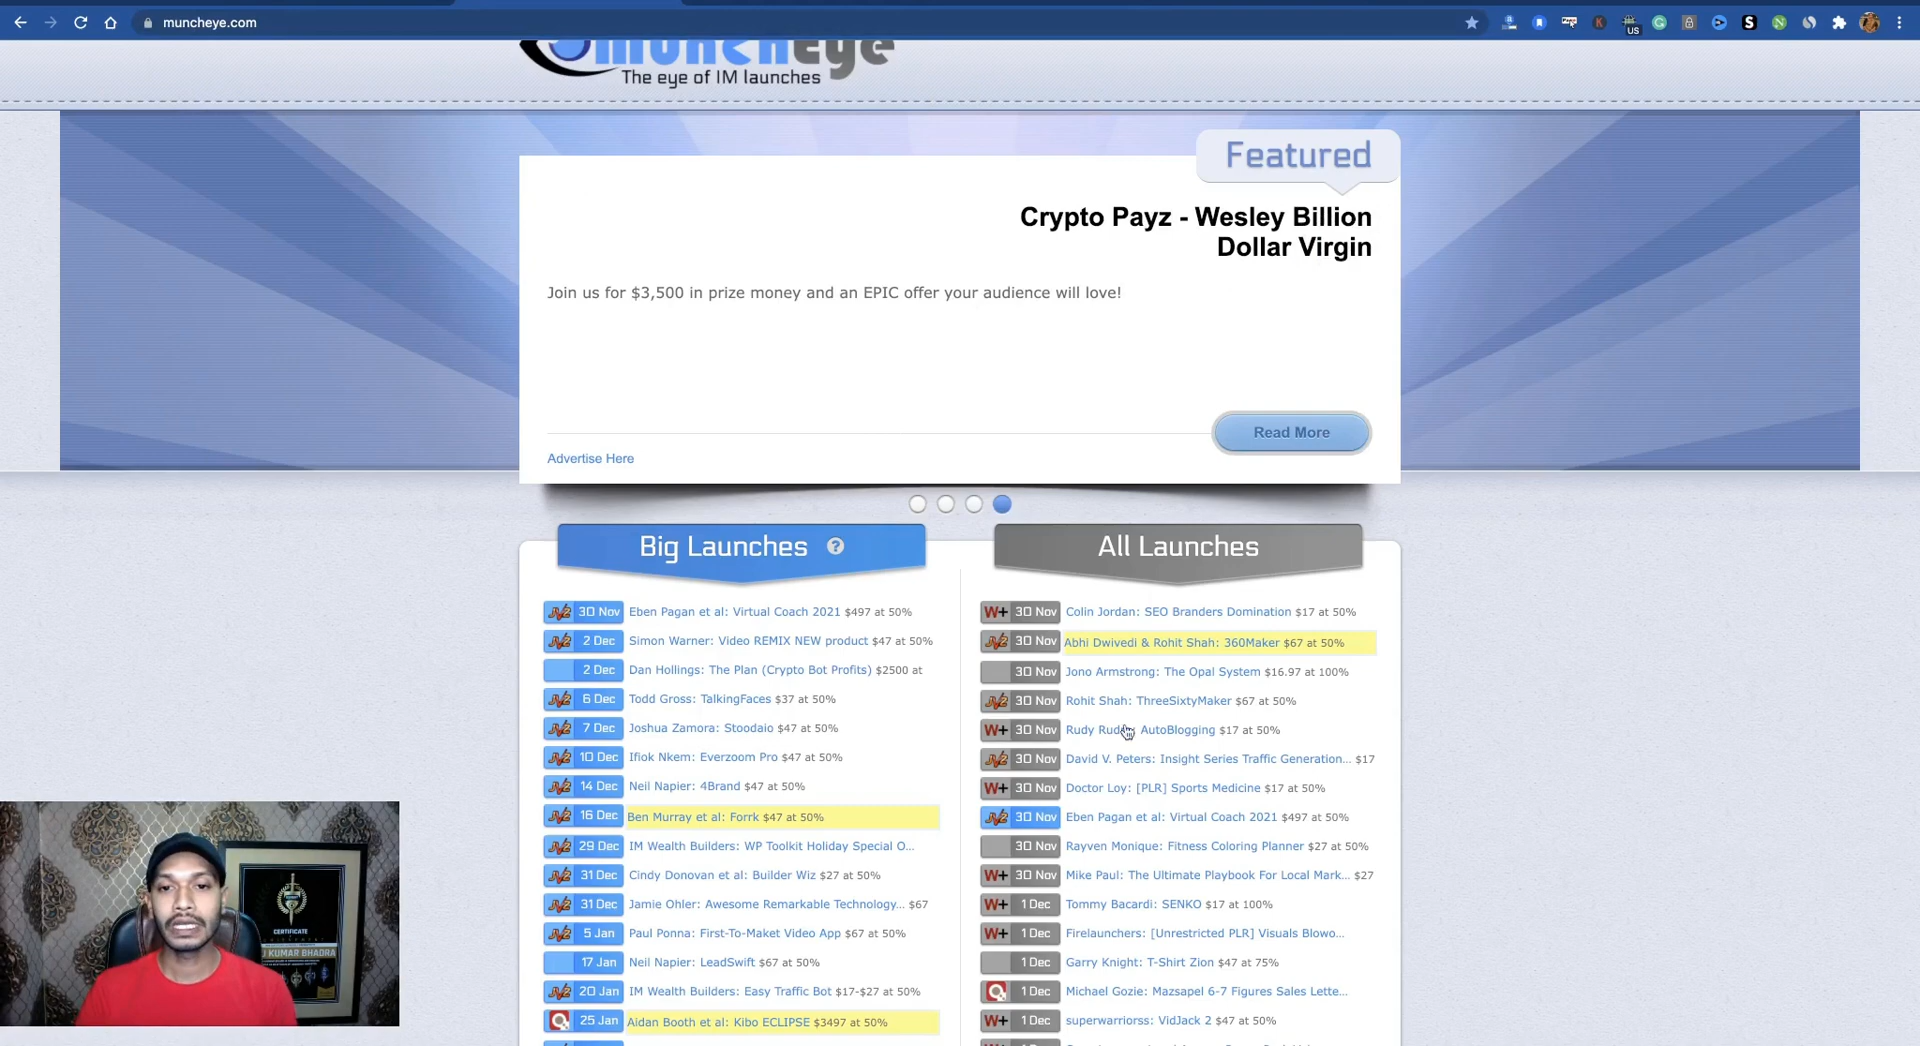 muncheye.com
US
munchEye
The eye of IM launches
Featured
Crypto Payz - Wesley Billion
Dollar Virgin
Join us for $3,500 in prize money and an EPIC offer your audience will love!
Read More
Advertise Here
Big Launches ?
30 Nov Eben Pagan et al: Virtual Coach 2021 $497 at 50%
2 Dec Simon Warner: Video REMIX NEW product $47 at 50%
2 Dec Dan Hollings: The Plan (Crypto Bot Profits) $2500 at
6 Dec Todd Gross: TalkingFaces $37 at 50%
7 Dec Joshua Zamora: Stoodaio $47 at 50%
10 Dec Ifiok Nkem: Everzoom Pro $47 at 50%
14 Dec Neil Napier: 4Brand $47 at 50%
16 Dec Ben Murray et al: Forrk $47 at 50%
29 Dec IM Wealth Builders: WP Toolkit Holiday Special O...
31 Dec Cindy Donovan et al: Builder Wiz $27 at 50%
31 Dec Jamie Ohler: Awesome Remarkable Technology... $67
5 Jan Paul Ponna: First-To-Maket Video App $67 at 50%
17 Jan Neil Napier: LeadSwift $67 at 50%
20 Jan IM Wealth Builders: Easy Traffic Bot $17-$27 at 50%
25 Jan Aidan Booth et al: Kibo ECLIPSE $3497 at 50%
All Launches
W+ 30 Nov Colin Jordan: SEO Branders Domination $17 at 50%
30 Nov Abhi Dwivedi & Rohit Shah: 360Maker $67 at 50%
30 Nov Jono Armstrong: The Opal System $16.97 at 100%
30 Nov Rohit Shah: ThreeSixtyMaker $67 at 50%
W+ 30 Nov Rudy AutoBlogging $17 at 50%
30 Nov David V. Peters: Insight Series Traffic Generation... $17
W+ 30 Nov Doctor Loy: [PLR] Sports Medicine $17 at 50%
30 Nov Eben Pagan et al: Virtual Coach 2021 $497 at 50%
30 Nov Rayven Monique: Fitness Coloring Planner $27 at 50%
W+ 30 Nov Mike Paul: The Ultimate Playbook For Local Mark... $27
W+ 1 Dec Tommy Bacardi: SENKO $17 at 100%
W+ 1 Dec Firelaunchers: [Unrestricted PLR] Visuals Blowo...
1 Dec Garry Knight: T-Shirt Zion $47 at 75%
1 Dec Michael Gozie: Mazsapel 6-7 Figures Sales Lette...
W+ 1 Dec superwarriorss: VidJack 2 $47 at 50%
CERTIFICATE
U KUMAR BHADRA